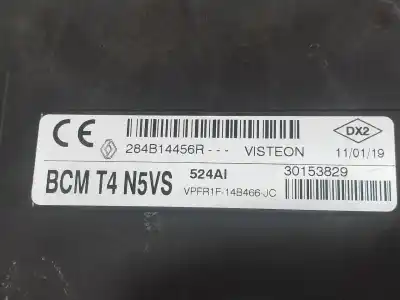 CE 284B14456R--- VISTEON DX2 11/01/19
BCM T4 N5VS 524AI 30153829
VPFR1F-14B466-JC